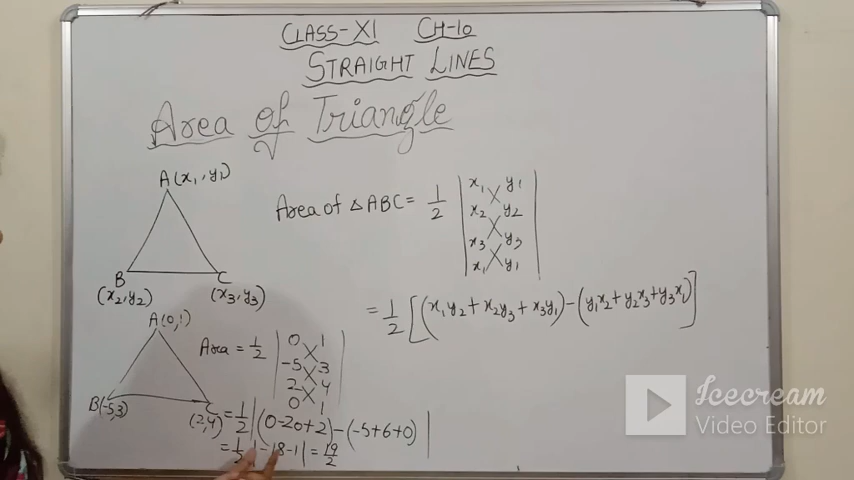 CLASS-XI CH-10
STRAIGHT LINES
Area of Triangle
A(x₁,y₁)
B
(x₂,y₂)
C
(x₃,y₃)
Area of △ABC = 1/2 | x₁ y₁
x₂ y₂
x₃ y₃
x₁ y₁ |
= 1/2 [(x₁y₂+x₂y₃+x₃y₁)-(y₁x₂+y₂x₃+y₃x₁)]
A(0,1)
B(-5,3)
C
(2,4)
Area = 1/2 | 0 1
-5 3
2 4
0 1 |
= 1/2 |(0-20+2)-(-5+6+0)|
= 1/2 |-18-1| = 19/2
Icecream
Video Editor